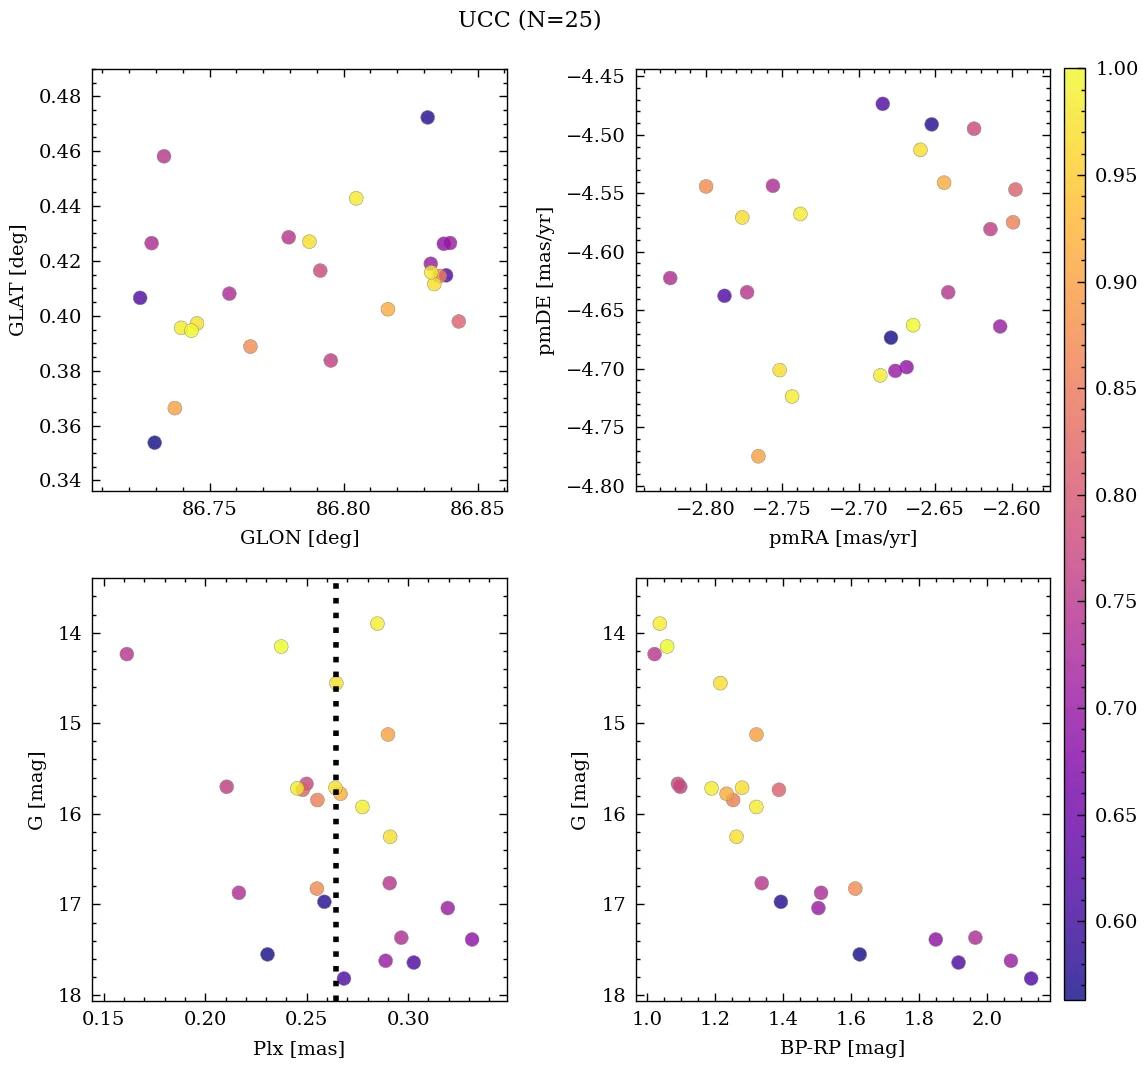 UCC (N=25)
0.48
0.46
0.44
0.42
0.40
0.38
0.36
0.34
GLAT [deg]
86.75 86.80 86.85
GLON [deg]
−4.45
−4.50
−4.55
−4.60
−4.65
−4.70
−4.75
−4.80
pmDE [mas/yr]
−2.80 −2.75 −2.70 −2.65 −2.60
pmRA [mas/yr]
14
15
16
17
18
G [mag]
0.15 0.20 0.25 0.30
Plx [mas]
14
15
16
17
18
G [mag]
1.0 1.2 1.4 1.6 1.8 2.0
BP-RP [mag]
1.00
0.95
0.90
0.85
0.80
0.75
0.70
0.65
0.60